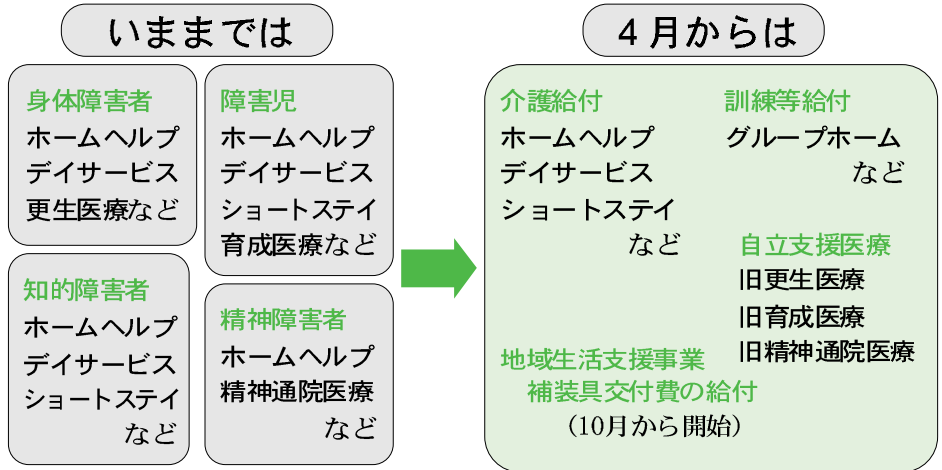 いままでは
身体障害者
ホームヘルプ
デイサービス
更生医療など
障害児
ホームヘルプ
デイサービス
ショートステイ
育成医療など
知的障害者
ホームヘルプ
デイサービス
ショートステイ
など
精神障害者
ホームヘルプ
精神通院医療
など
４月からは
介護給付
ホームヘルプ
デイサービス
ショートステイ
など
訓練等給付
グループホーム
など
自立支援医療
旧更生医療
旧育成医療
旧精神通院医療
地域生活支援事業
補装具交付費の給付
（10月から開始）